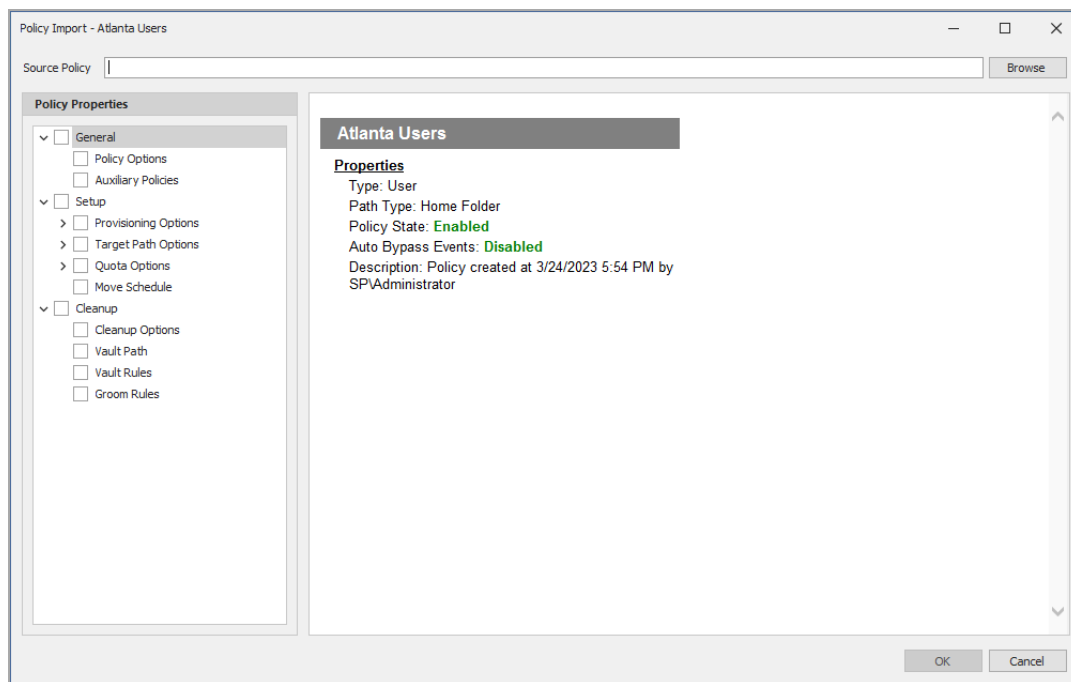 Policy Import - Atlanta Users
Source Policy
Browse
Policy Properties
General
Policy Options
Auxiliary Policies
Setup
Provisioning Options
Target Path Options
Quota Options
Move Schedule
Cleanup
Cleanup Options
Vault Path
Vault Rules
Groom Rules
Atlanta Users
Properties
Type: User
Path Type: Home Folder
Policy State: Enabled
Auto Bypass Events: Disabled
Description: Policy created at 3/24/2023 5:54 PM by
SP\Administrator
OK
Cancel